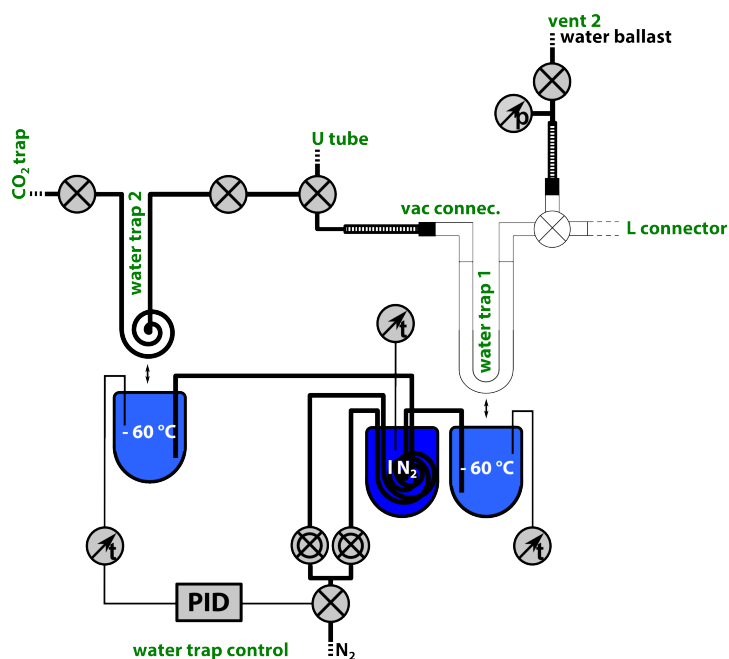 vent 2
water ballast
p
U tube
CO₂ trap
water trap 2
vac connec.
L connector
water trap 1
t
- 60 °C
l N₂
- 60 °C
t
t
PID
water trap control
N₂